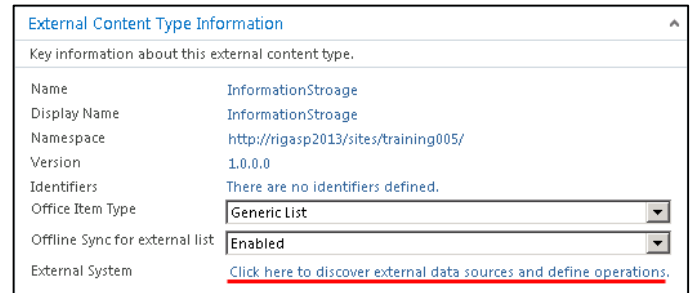 External Content Type Information
Key information about this external content type.
Name InformationStroage
Display Name InformationStroage
Namespace http://rigasp2013/sites/training005/
Version 1.0.0.0
Identifiers There are no identifiers defined.
Office Item Type Generic List
Offline Sync for external list Enabled
External System Click here to discover external data sources and define operations.